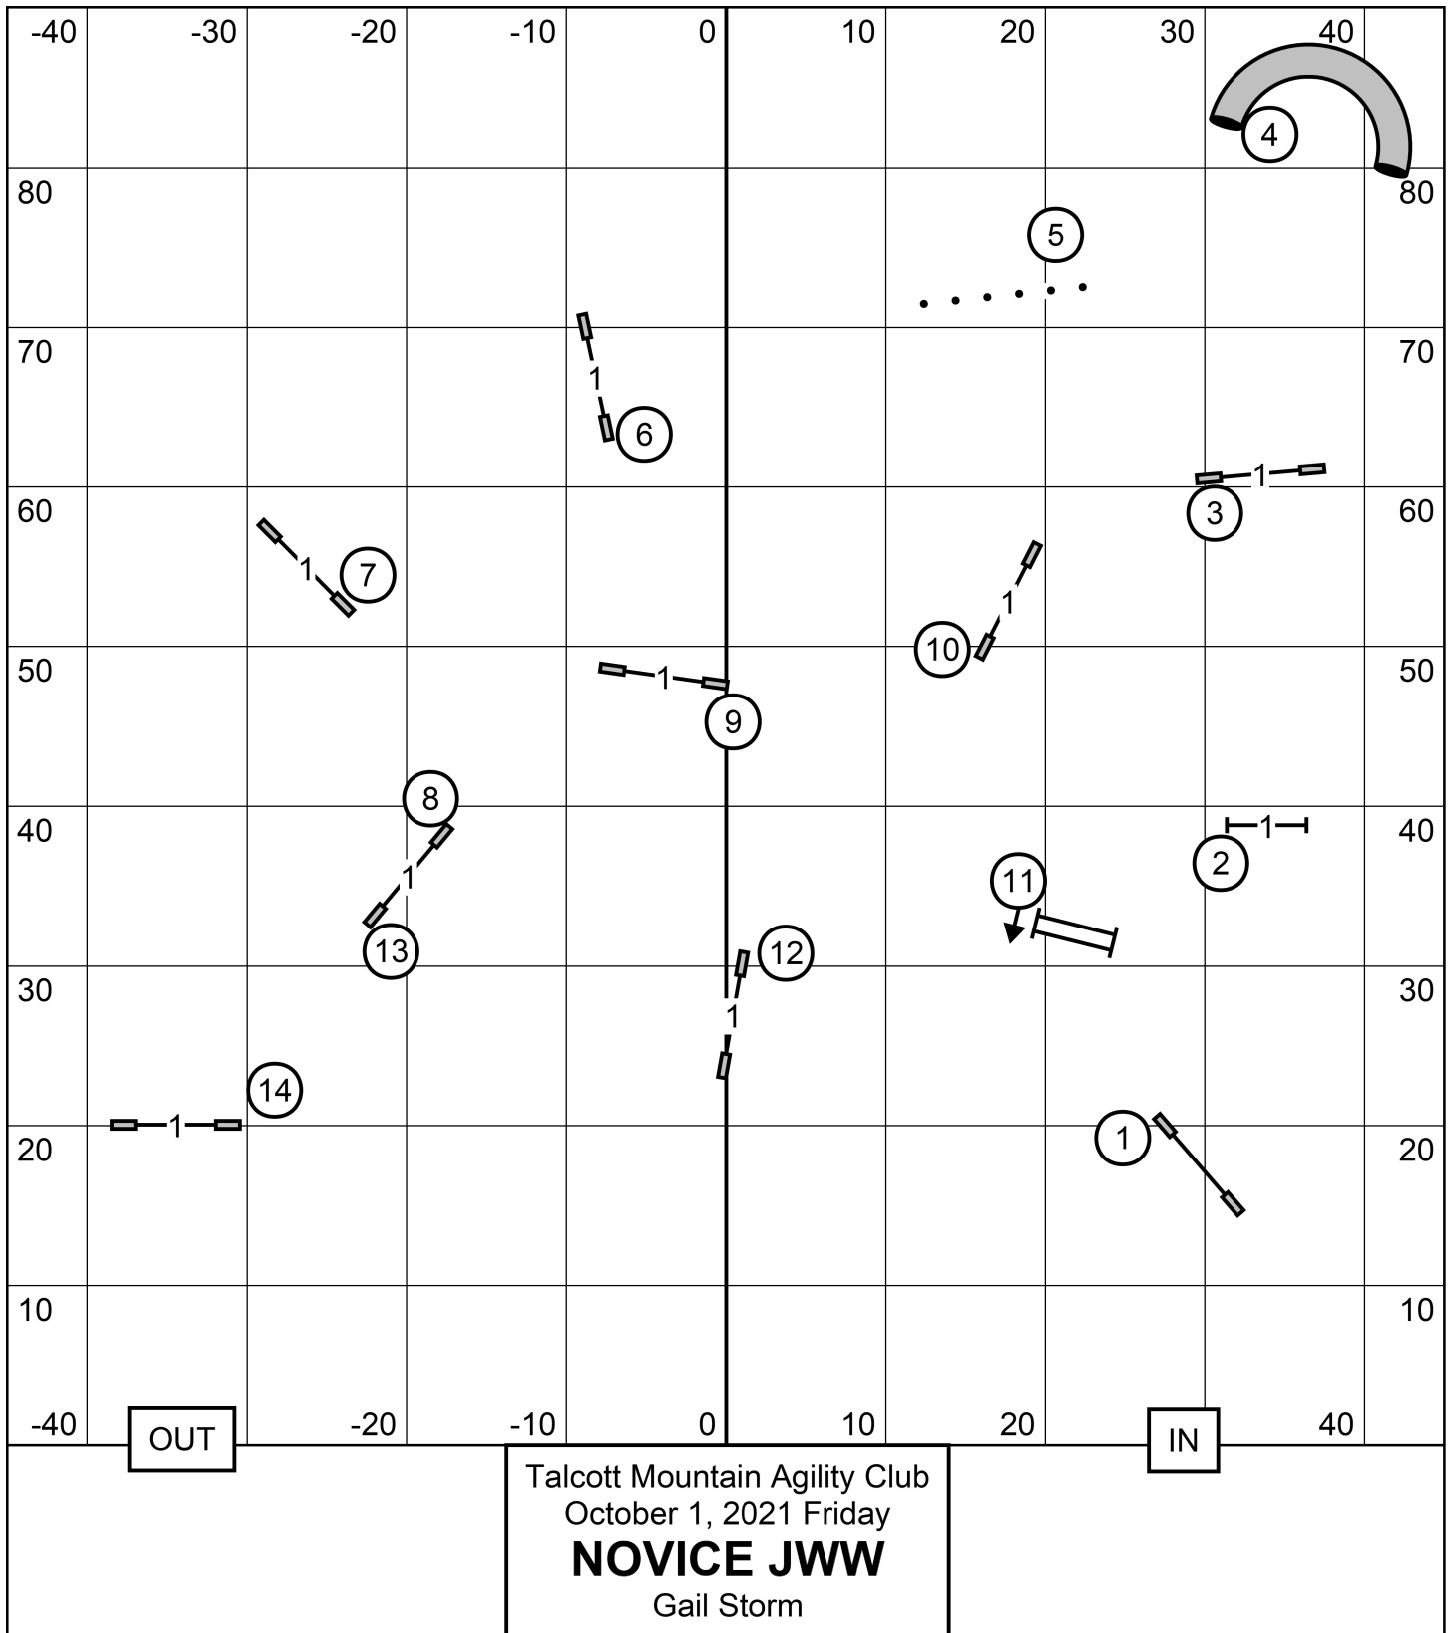 -40 -30 -20 -10 0 10 20 30 40
4
80 80
5
70 70
1
6
1
60 3 60
1 7
1
10
50 1 50
9
8
40 1 40
2
1 11
13 12
30 1 30
14
1 1
20 20
10 10
-40 OUT -20 -10 0 10 20 IN 40
Talcott Mountain Agility Club
October 1, 2021 Friday
NOVICE JWW
Gail Storm